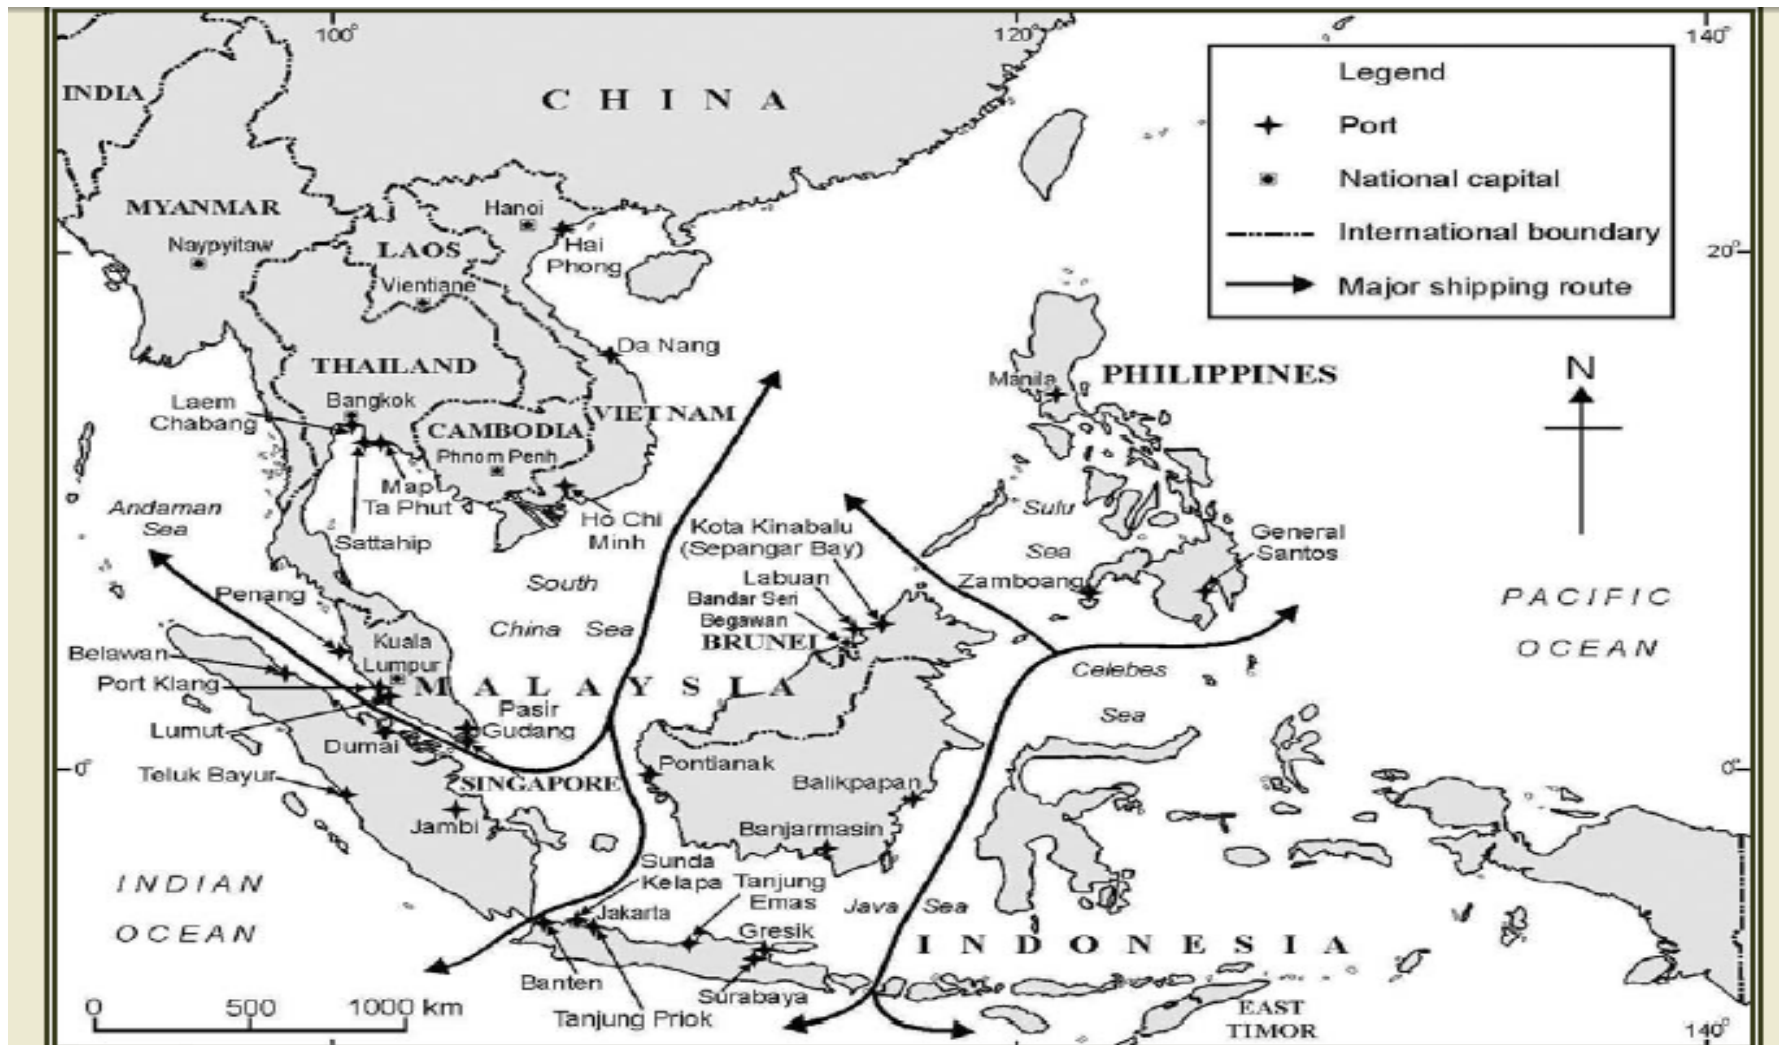 100°
120°
140°
Legend
Port
National capital
International boundary
Major shipping route
INDIA
C H I N A
MYANMAR
Naypyitaw
Hanoi
LAOS
Hai
Phong
Vientiane
20°
Da Nang
THAILAND
Laem
Chabang
Bangkok
VIET NAM
CAMBODIA
Phnom Penh
Manila
PHILIPPINES
N
Map
Ta Phut
Andaman
Sea
Sattahip
Ho Chi
Minh
Kota Kinabalu
(Sepangar Bay)
Sulu
Sea
General
Santos
South
China Sea
Labuan
Bandar Seri
Begawan
BRUNEI
Zamboang
PACIFIC
OCEAN
Penang
Kuala
Lumpur
Belawan
Port Klang
M A L A Y S I A
Celebes
Sea
Lumut
Pasir
Gudang
Dumai
0°
Teluk Bayur
SINGAPORE
Pontianak
Balikpapan
0°
Jambi
Banjarmasin
Sunda
Kelapa
Tanjung
Emas
INDIAN
OCEAN
Jakarta
Java Sea
Gresik
I N D O N E S I A
Banten
Surabaya
Tanjung Priok
EAST
TIMOR
0 500 1000 km
140°